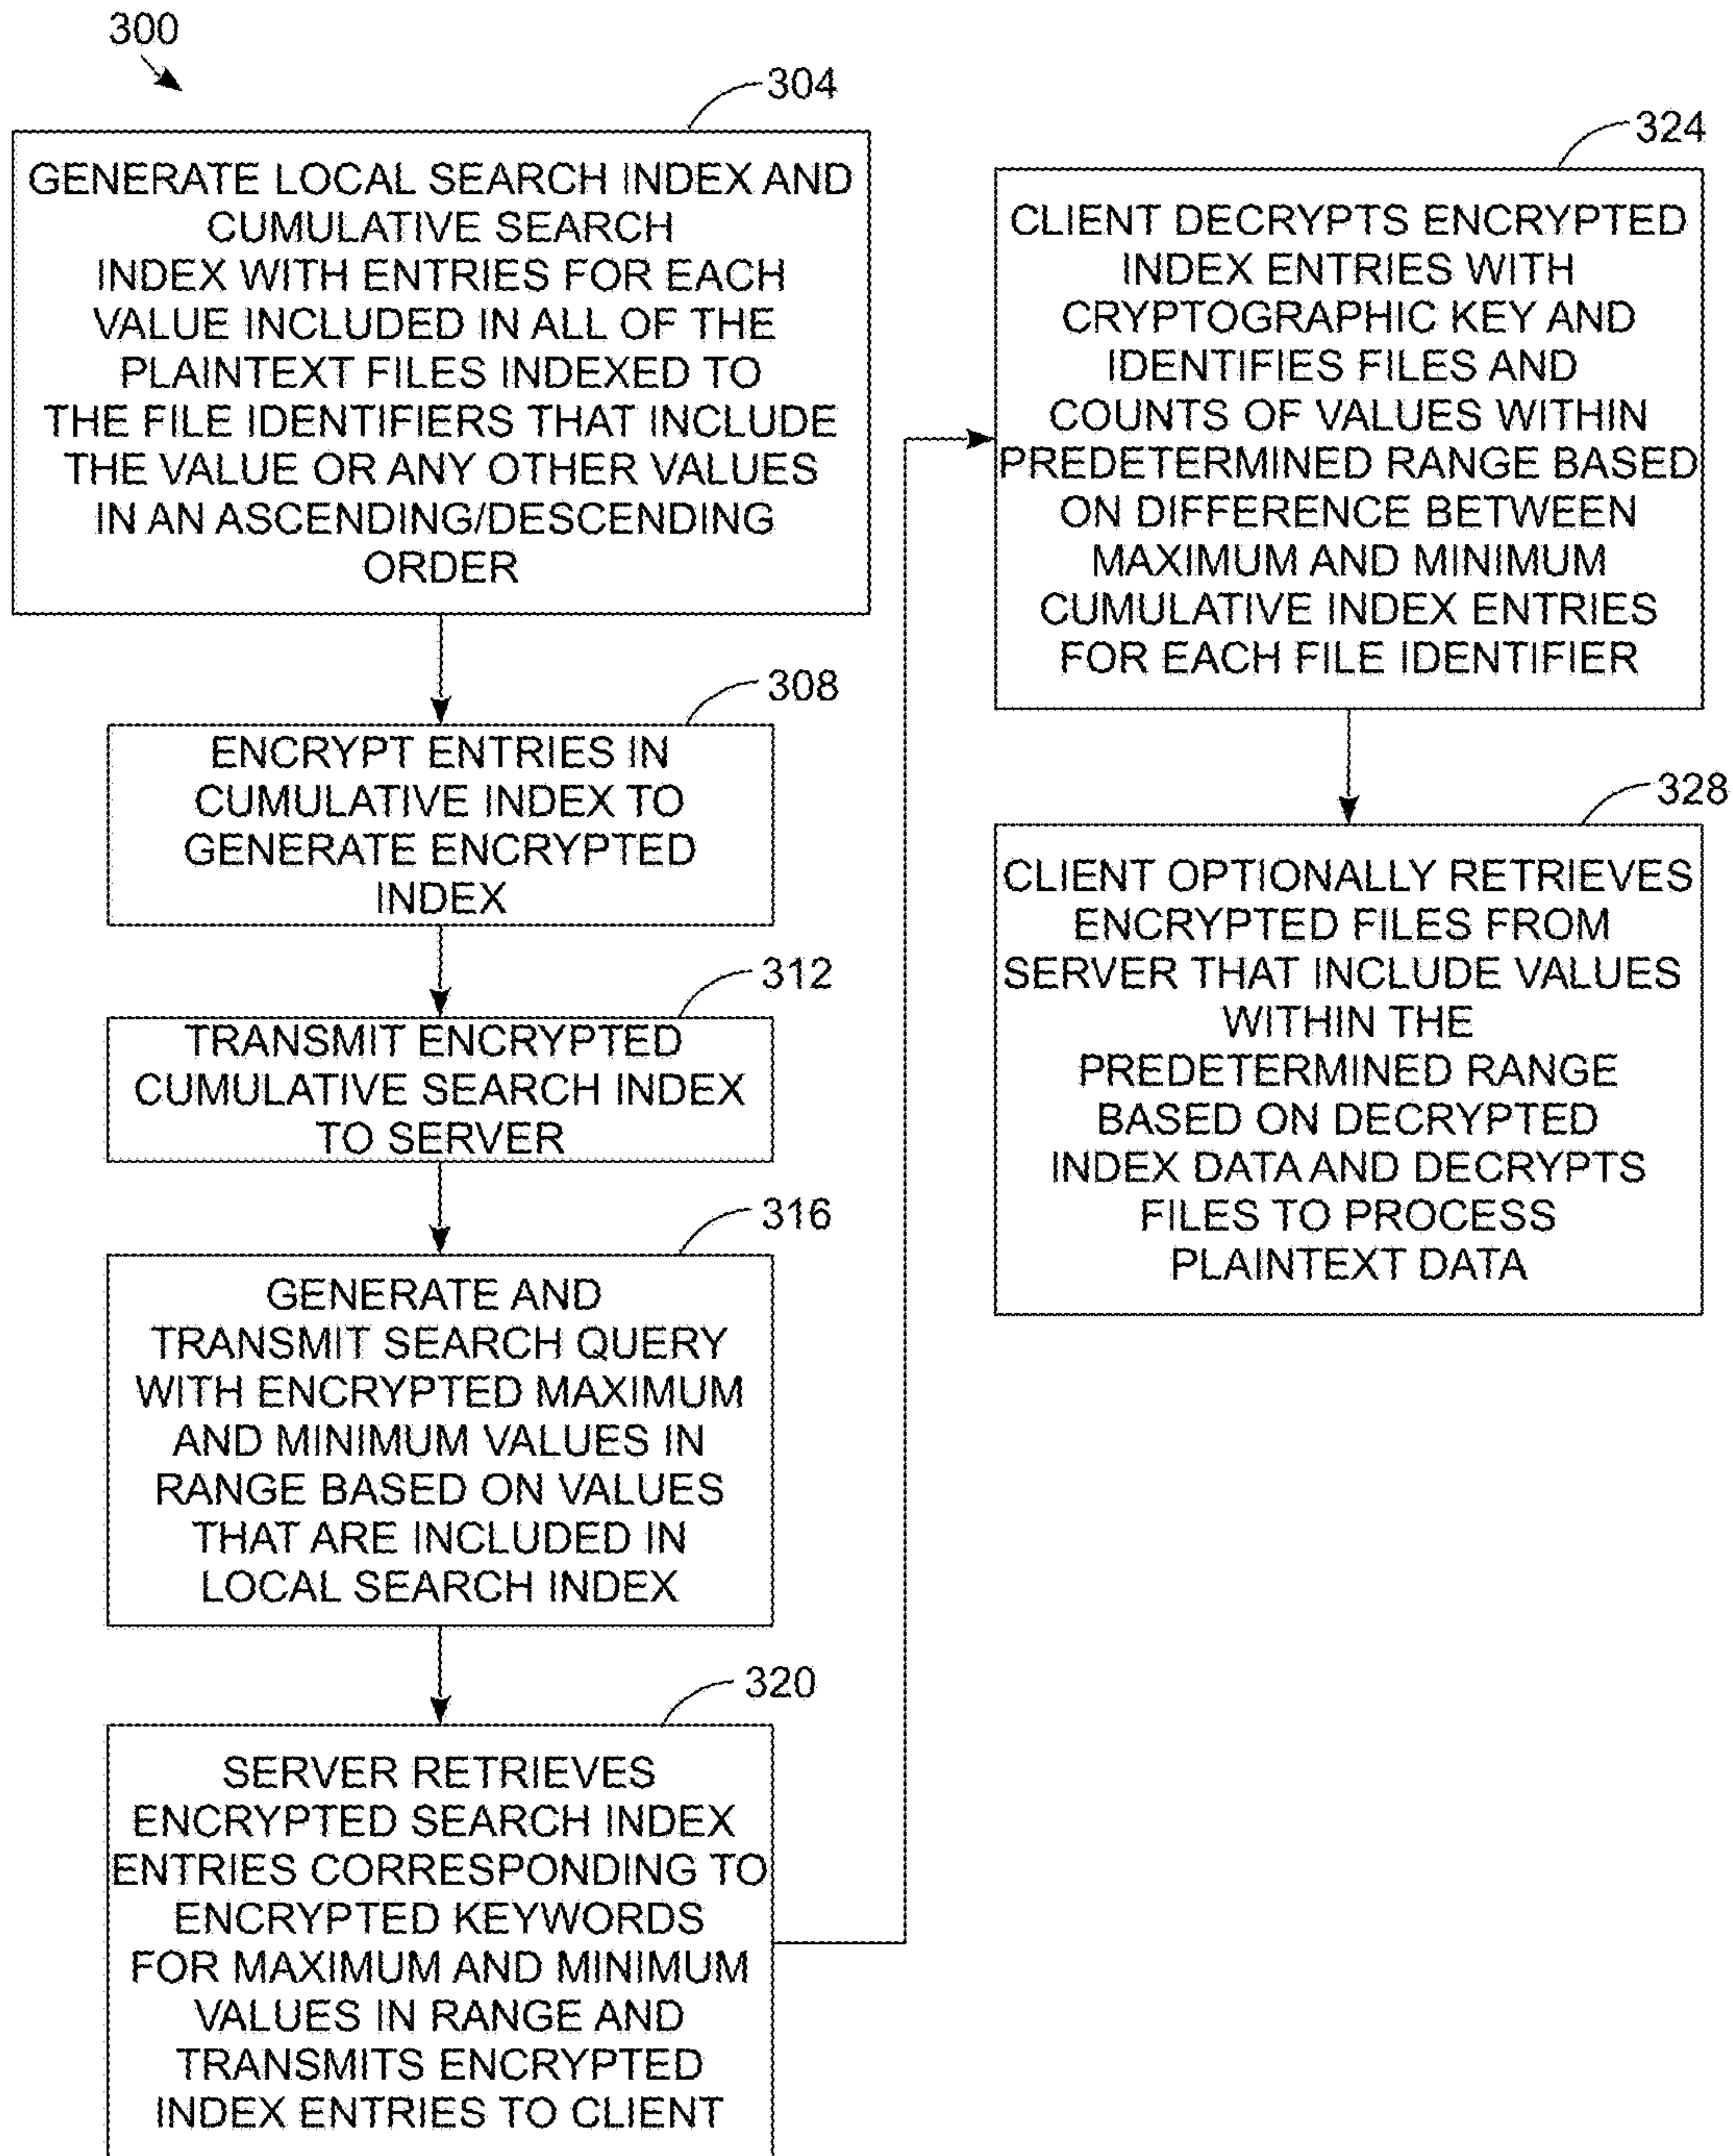 300
304
GENERATE LOCAL SEARCH INDEX AND
CUMULATIVE SEARCH
INDEX WITH ENTRIES FOR EACH
VALUE INCLUDED IN ALL OF THE
PLAINTEXT FILES INDEXED TO
THE FILE IDENTIFIERS THAT INCLUDE
THE VALUE OR ANY OTHER VALUES
IN AN ASCENDING/DESCENDING
ORDER
308
ENCRYPT ENTRIES IN
CUMULATIVE INDEX TO
GENERATE ENCRYPTED
INDEX
312
TRANSMIT ENCRYPTED
CUMULATIVE SEARCH INDEX
TO SERVER
316
GENERATE AND
TRANSMIT SEARCH QUERY
WITH ENCRYPTED MAXIMUM
AND MINIMUM VALUES IN
RANGE BASED ON VALUES
THAT ARE INCLUDED IN
LOCAL SEARCH INDEX
320
SERVER RETRIEVES
ENCRYPTED SEARCH INDEX
ENTRIES CORRESPONDING TO
ENCRYPTED KEYWORDS
FOR MAXIMUM AND MINIMUM
VALUES IN RANGE AND
TRANSMITS ENCRYPTED
INDEX ENTRIES TO CLIENT
324
CLIENT DECRYPTS ENCRYPTED
INDEX ENTRIES WITH
CRYPTOGRAPHIC KEY AND
IDENTIFIES FILES AND
COUNTS OF VALUES WITHIN
PREDETERMINED RANGE BASED
ON DIFFERENCE BETWEEN
MAXIMUM AND MINIMUM
CUMULATIVE INDEX ENTRIES
FOR EACH FILE IDENTIFIER
328
CLIENT OPTIONALLY RETRIEVES
ENCRYPTED FILES FROM
SERVER THAT INCLUDE VALUES
WITHIN THE
PREDETERMINED RANGE
BASED ON DECRYPTED
INDEX DATA AND DECRYPTS
FILES TO PROCESS
PLAINTEXT DATA